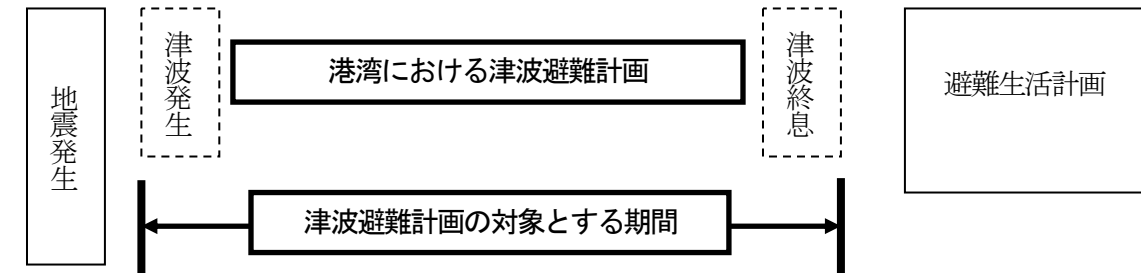 地震発生
津波発生
港湾における津波避難計画
津波終息
避難生活計画
津波避難計画の対象とする期間